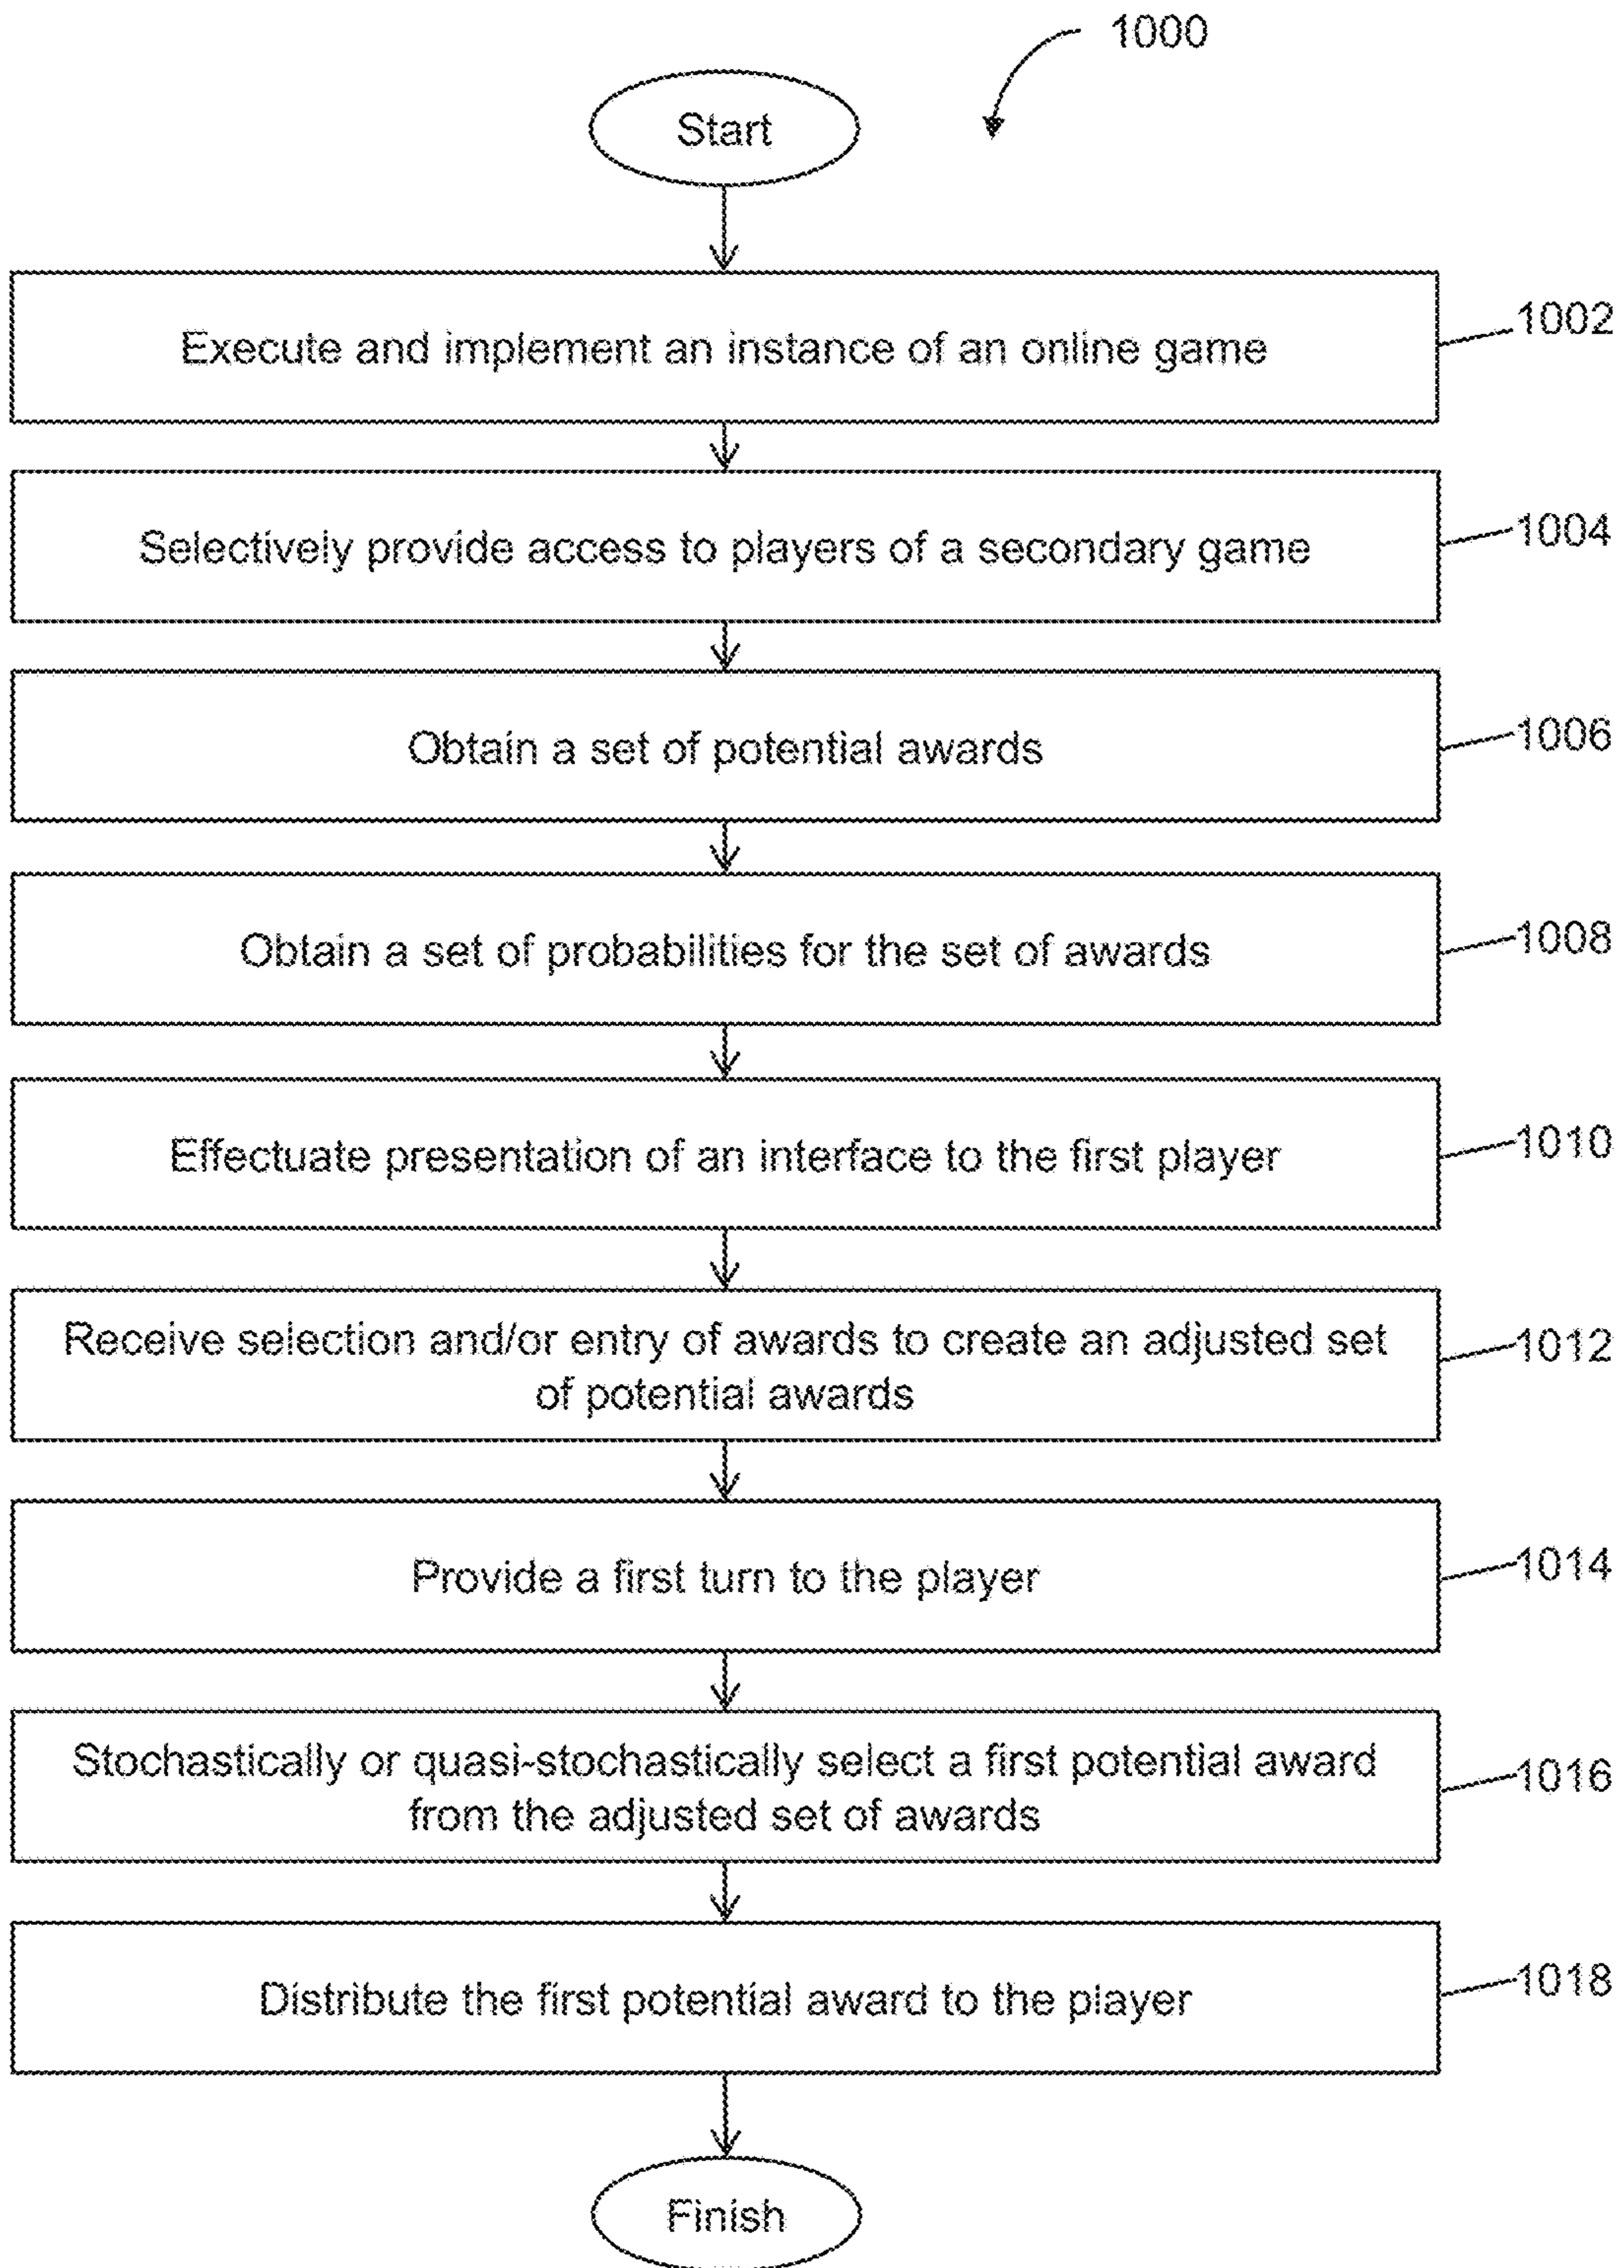 1000
Start
Execute and implement an instance of an online game
1002
Selectively provide access to players of a secondary game
1004
Obtain a set of potential awards
1006
Obtain a set of probabilities for the set of awards
1008
Effectuate presentation of an interface to the first player
1010
Receive selection and/or entry of awards to create an adjusted set
of potential awards
1012
Provide a first turn to the player
1014
Stochastically or quasi-stochastically select a first potential award
from the adjusted set of awards
1016
Distribute the first potential award to the player
1018
Finish